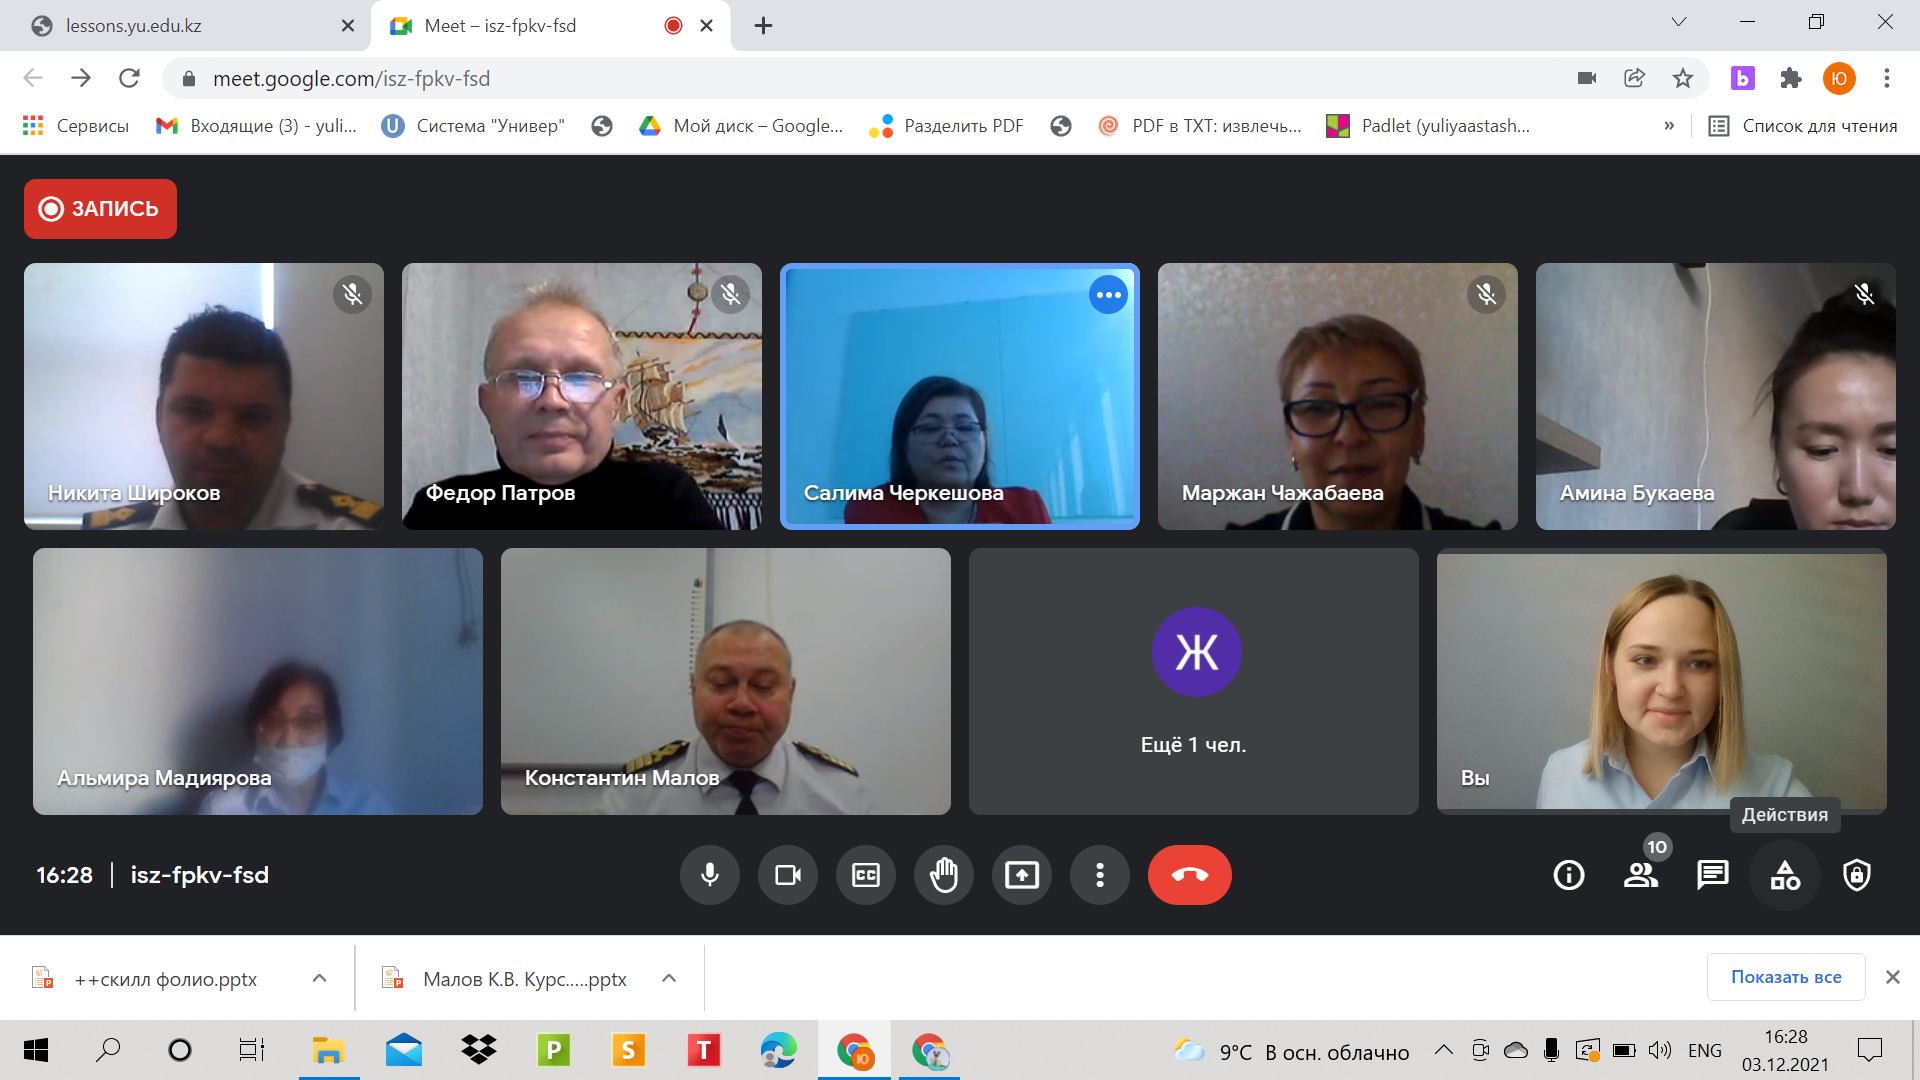 lessons.yu.edu.kz
Meet – isz-fpkv-fsd
meet.google.com/isz-fpkv-fsd
b
Ю
Сервисы
Входящие (3) - yuli...
U
Система "Универ"
Мой диск – Google...
Разделить PDF
PDF в TXT: извлечь...
Padlet (yuliyaastash...
»
Список для чтения
ЗАПИСЬ
Никита Широков
Федор Патров
Салима Черкешова
Маржан Чажабаева
Амина Букаева
Альмира Мадиярова
Константин Малов
Ж
Ещё 1 чел.
Вы
Действия
16:28 | isz-fpkv-fsd
CC
10
++скилл фолио.pptx
Малов К.В. Курс.....pptx
Показать все
P
S
T
Ю
9°C В осн. облачно
ENG
16:28
03.12.2021